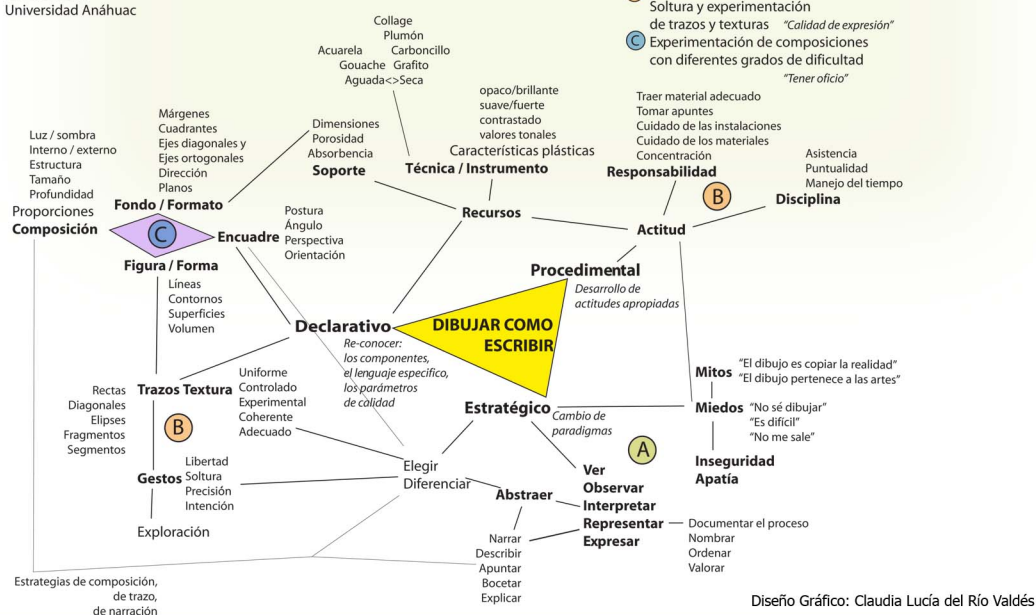 Universidad Anáhuac
B
Soltura y experimentación
de trazos y texturas "Calidad de expresión"
C Experimentación de composiciones
con diferentes grados de dificultad
"Tener oficio"
Collage
Plumón
Acuarela Carboncillo
Gouache Grafito
Aguada<>Seca
opaco/brillante
suave/fuerte
contrastado
valores tonales
Características plásticas
Técnica / Instrumento
Traer material adecuado
Tomar apuntes
Cuidado de las instalaciones
Cuidado de los materiales
Concentración
Responsabilidad
B
Asistencia
Puntualidad
Manejo del tiempo
Disciplina
Luz / sombra
Interno / externo
Estructura
Tamaño
Profundidad
Proporciones
Composición
Márgenes
Cuadrantes
Ejes diagonales y
Ejes ortogonales
Dirección
Planos
Fondo / Formato
Dimensiones
Porosidad
Absorbencia
Soporte
Recursos
Actitud
C
Encuadre
Postura
Ángulo
Perspectiva
Orientación
Figura / Forma
Líneas
Contornos
Superficies
Volumen
Procedimental
Desarrollo de
actitudes apropiadas
Declarativo
Re-conocer:
los componentes,
el lenguaje especifico,
los parámetros
de calidad
DIBUJAR COMO
ESCRIBIR
Estratégico
Cambio de
paradigmas
Mitos
"El dibujo es copiar la realidad"
"El dibujo pertenece a las artes"
Miedos
"No sé dibujar"
"Es difícil"
"No me sale"
Inseguridad
Apatía
Rectas
Diagonales
Elipses
Fragmentos
Segmentos
Trazos Textura
Uniforme
Controlado
Experimental
Coherente
Adecuado
B
Gestos
Libertad
Soltura
Precisión
Intención
Exploración
Elegir
Diferenciar
A
Abstraer
Ver
Observar
Interpretar
Representar
Expresar
Documentar el proceso
Nombrar
Ordenar
Valorar
Narrar
Describir
Apuntar
Bocetar
Explicar
Estrategias de composición,
de trazo,
de narración
Diseño Gráfico: Claudia Lucía del Río Valdés